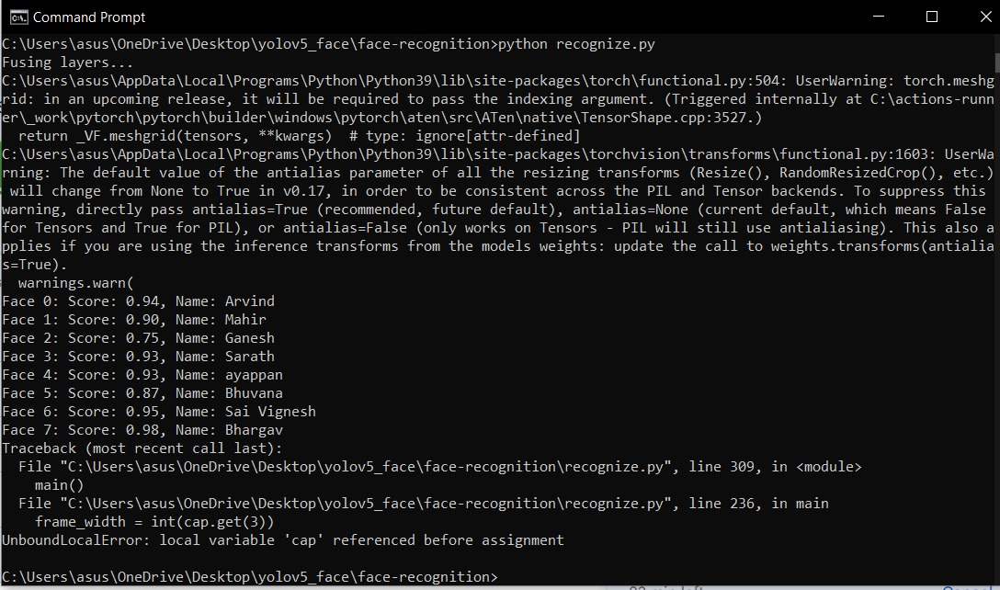 Command Prompt
C:\Users\asus\OneDrive\Desktop\yolov5_face\face-recognition>python recognize.py
Fusing layers...
C:\Users\asus\AppData\Local\Programs\Python\Python39\lib\site-packages\torch\functional.py:504: UserWarning: torch.meshg
rid: in an upcoming release, it will be required to pass the indexing argument. (Triggered internally at C:\actions-runn
er\_work\pytorch\pytorch\builder\windows\pytorch\aten\src\ATen\native\TensorShape.cpp:3527.)
  return _VF.meshgrid(tensors, **kwargs)  # type: ignore[attr-defined]
C:\Users\asus\AppData\Local\Programs\Python\Python39\lib\site-packages\torchvision\transforms\functional.py:1603: UserWa
rning: The default value of the antialias parameter of all the resizing transforms (Resize(), RandomResizedCrop(), etc.)
 will change from None to True in v0.17, in order to be consistent across the PIL and Tensor backends. To suppress this
warning, directly pass antialias=True (recommended, future default), antialias=None (current default, which means False
for Tensors and True for PIL), or antialias=False (only works on Tensors - PIL will still use antialiasing). This also a
pplies if you are using the inference transforms from the models weights: update the call to weights.transforms(antialia
s=True).
  warnings.warn(
Face 0: Score: 0.94, Name: Arvind
Face 1: Score: 0.90, Name: Mahir
Face 2: Score: 0.75, Name: Ganesh
Face 3: Score: 0.93, Name: Sarath
Face 4: Score: 0.93, Name: ayappan
Face 5: Score: 0.87, Name: Bhuvana
Face 6: Score: 0.95, Name: Sai Vignesh
Face 7: Score: 0.98, Name: Bhargav
Traceback (most recent call last):
  File "C:\Users\asus\OneDrive\Desktop\yolov5_face\face-recognition\recognize.py", line 309, in <module>
    main()
  File "C:\Users\asus\OneDrive\Desktop\yolov5_face\face-recognition\recognize.py", line 236, in main
    frame_width = int(cap.get(3))
UnboundLocalError: local variable 'cap' referenced before assignment
C:\Users\asus\OneDrive\Desktop\yolov5_face\face-recognition>